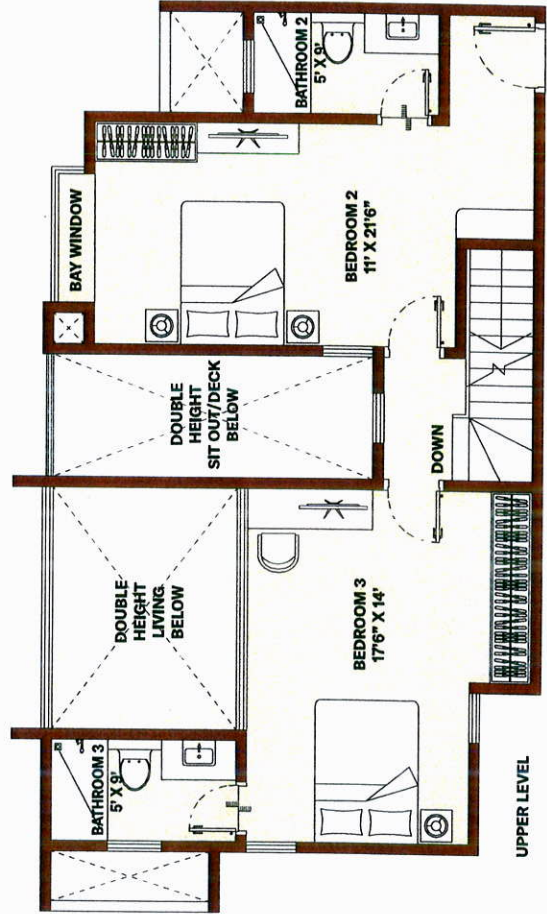 BATHROOM 2
5' X 9'
BAY WINDOW
BEDROOM 2
11' X 21'6"
DOUBLE
HEIGHT
SIT OUT/DECK
BELOW
DOWN
DOUBLE
HEIGHT
LIVING
BELOW
BEDROOM 3
17'6" X 14'
BATHROOM 3
5' X 9'
UPPER LEVEL